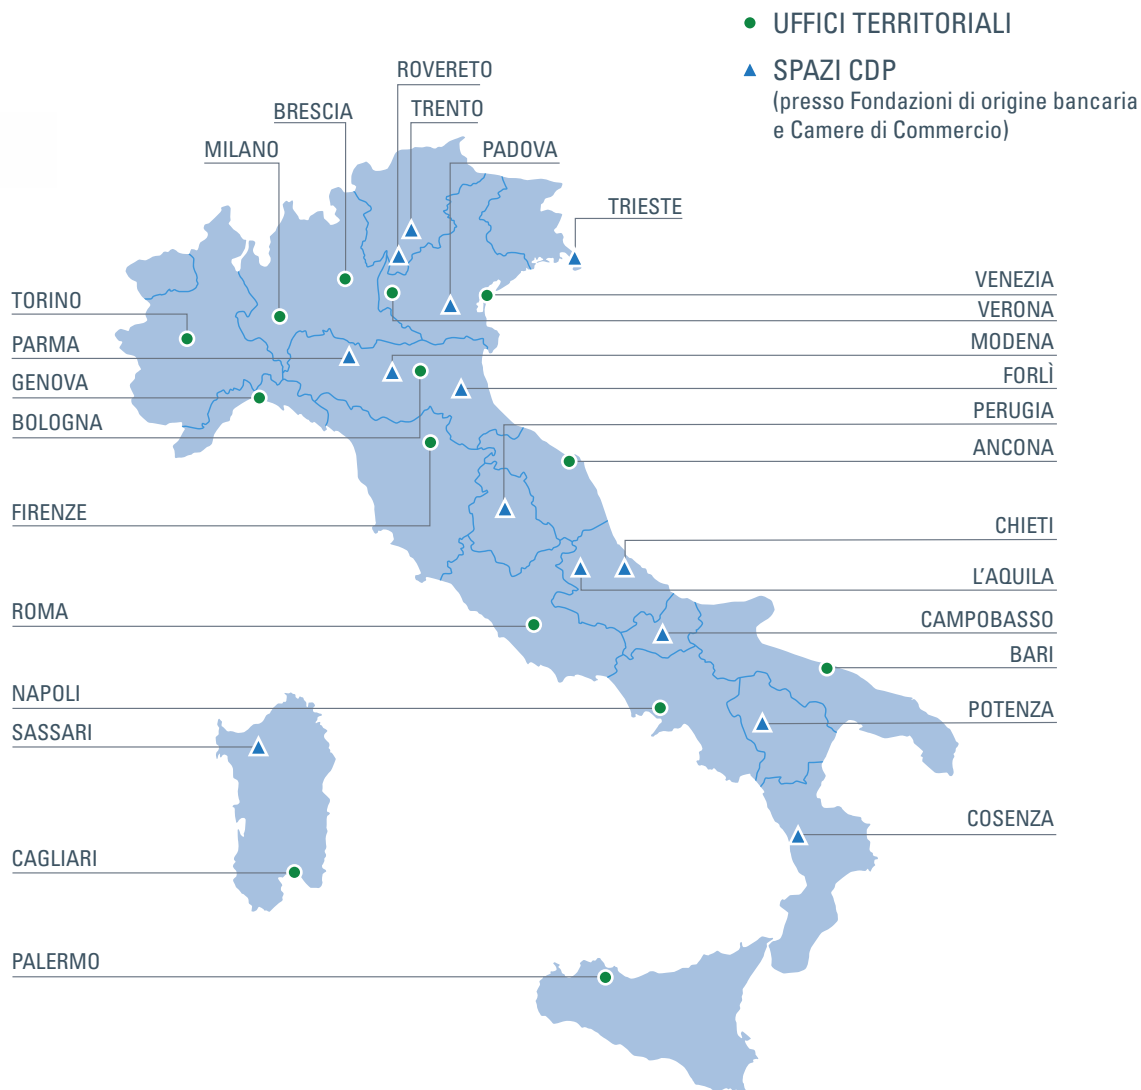 UFFICI TERRITORIALI
SPAZI CDP
(presso Fondazioni di origine bancaria
e Camere di Commercio)
ROVERETO
TRENTO
BRESCIA
MILANO
PADOVA
TRIESTE
TORINO
PARMA
GENOVA
BOLOGNA
FIRENZE
ROMA
NAPOLI
SASSARI
CAGLIARI
PALERMO
VENEZIA
VERONA
MODENA
FORLÌ
PERUGIA
ANCONA
CHIETI
L’AQUILA
CAMPOBASSO
BARI
POTENZA
COSENZA